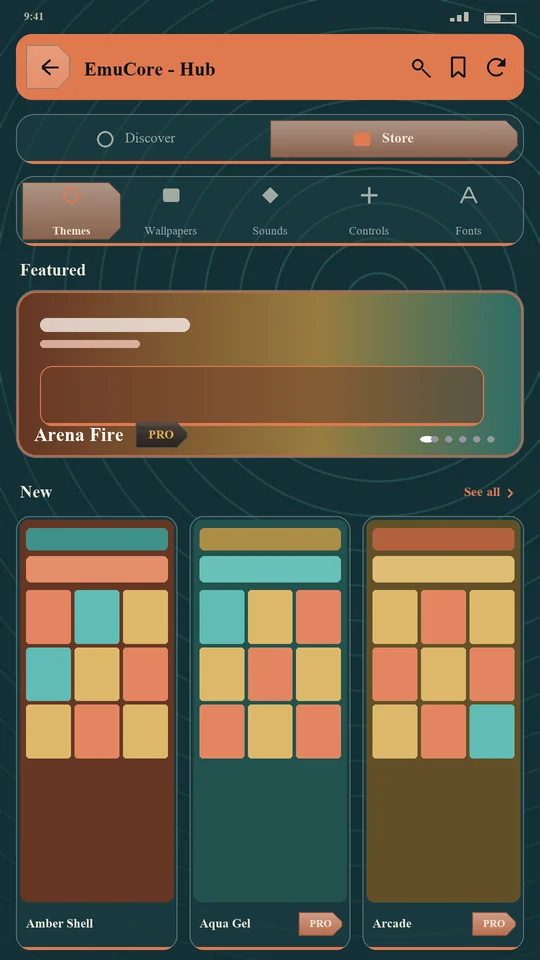 9:41
EmuCore - Hub
Discover
Store
Themes
Wallpapers
Sounds
Controls
Fonts
Featured
Arena Fire
PRO
New
See all
Amber Shell
Aqua Gel
PRO
Arcade
PRO